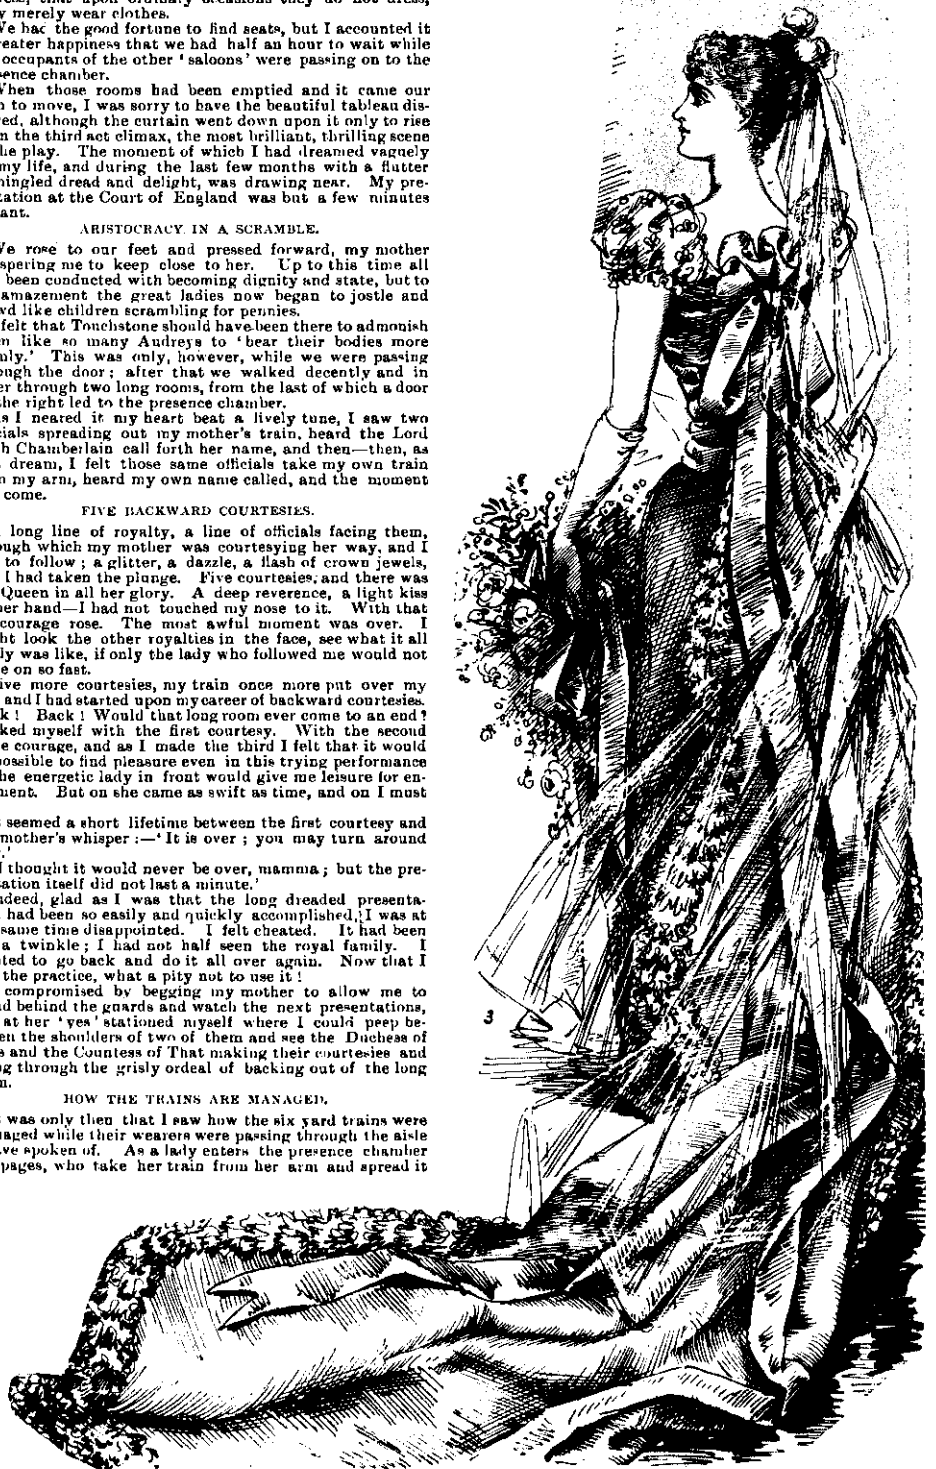 they do not dress,
merely wear clothes.
e hac the good fortune to find seats, but I accounted it
eater happiness that we had half an hour to wait while
occupants of the other ' saloons' were passing on to the
ence chamber.
hen those rooms had been emptied and it came our
to move, I was sorry to have the beautiful tableau dis-
ed, although the curtain went down upon it only to rise
n the third act climax, the most brilliant, thrilling scene
he play. The moment of which I had dreamed vaguely
my life, and during the last few months with a flutter
ingled dread and delight, was drawing near. My pre-
tation at the Court of England was but a few minutes
ant.
ARISTOCRACY IN A SCRAMBLE.
e rose to our feet and pressed forward, my mother
spering me to keep close to her. Up to this time all
been conducted with becoming dignity and state, but to
amazement the great ladies now began to jostle and
wd like children scrambling for pennies.
felt that Touchstone should have been there to admonish
n like so many Audreys to ' bear their bodies more
nly.' This was only, however, while we were passing
ough the door ; after that we walked decently and in
er through two long rooms, from the last of which a door
the right led to the presence chamber.
s I neared it my heart beat a lively tune, I saw two
cials spreading out my mother's train, heard the Lord
h Chamberlain call forth her name, and then—then, as
dream, I felt those same officials take my own train
n my arm, heard my own name called, and the moment
come.
FIVE BACKWARD COURTESIES.
long line of royalty, a line of officials facing them,
ough which my mother was courtesying her way, and I
to follow ; a glitter, a dazzle, a flash of crown jewels,
I had taken the plunge. Five courtesies, and there was
Queen in all her glory. A deep reverence, a light kiss
er hand—I had not touched my nose to it. With that
courage rose. The most awful moment was over. I
ht look the other royalties in the face, see what it all
ly was like, if only the lady who followed me would not
e on so fast.
ive more courtesies, my train once more put over my
and I had started upon my career of backward courtesies.
k ! Back ! Would that long room ever come to an end ?
ked myself with the first courtesy. With the second
e courage, and as I made the third I felt that it would
ossible to find pleasure even in this trying performance
he energetic lady in front would give me leisure for en-
ment. But on she came as swift as time, and on I must
seemed a short lifetime between the first courtesy and
mother's whisper :—' It is over ; you may turn around
.'
I thought it would never be over, mamma ; but the pre-
tation itself did not last a minute.'
ndeed, glad as I was that the long dreaded presenta-
had been so easily and quickly accomplished, I was at
same time disappointed. I felt cheated. It had been
a twinkle ; I had not half seen the royal family. I
ted to go back and do it all over again. Now that I
the practice, what a pity not to use it !
compromised by begging my mother to allow me to
d behind the guards and watch the next presentations,
at her ' yes' stationed myself where I could peep be-
en the shoulders of two of them and see the Duchess of
s and the Countess of That making their courtesies and
g through the grisly ordeal of backing out of the long
m.
HOW THE TRAINS ARE MANAGED.
was only then that I saw how the six yard trains were
naged while their wearers were passing through the aisle
ve spoken of. As a lady enters the presence chamber
pages, who take her train from her arm and spread it
3